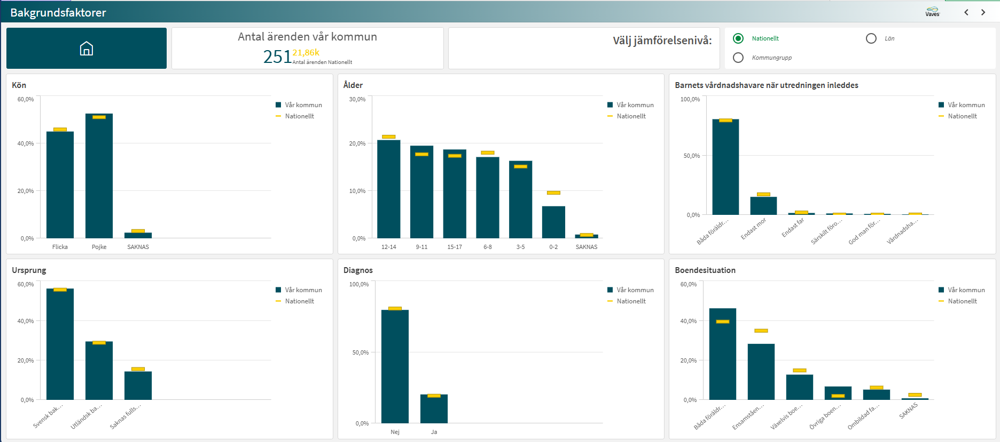 Bakgrundsfaktorer
Vaves
Antal ärenden vår kommun
251
21,86k
Antal ärenden Nationellt
Välj jämförelsenivå:
Nationellt
Län
Kommungrupp
Kön
60,0%
40,0%
20,0%
0,0%
Flicka
Pojke
SAKNAS
Vår kommun
Nationellt
Ålder
30,0%
20,0%
10,0%
0,0%
12-14
9-11
15-17
6-8
3-5
0-2
SAKNAS
Vår kommun
Nationellt
Barnets vårdnadshavare när utredningen inleddes
100,0%
50,0%
0,0%
Båda föräldr...
Endast mor
Endast far
Särskilt föro...
God man för...
Vårdnadsha...
Vår kommun
Nationellt
Ursprung
60,0%
40,0%
20,0%
0,0%
Svensk bak...
Utländsk ba...
Saknas fulls...
Vår kommun
Nationellt
Diagnos
100,0%
50,0%
0,0%
Nej
Ja
Vår kommun
Nationellt
Boendesituation
60,0%
40,0%
20,0%
0,0%
Båda föräldr...
Ensamståen...
Växelvis boe...
Övriga boen...
Ombildad fa...
SAKNAS
Vår kommun
Nationellt